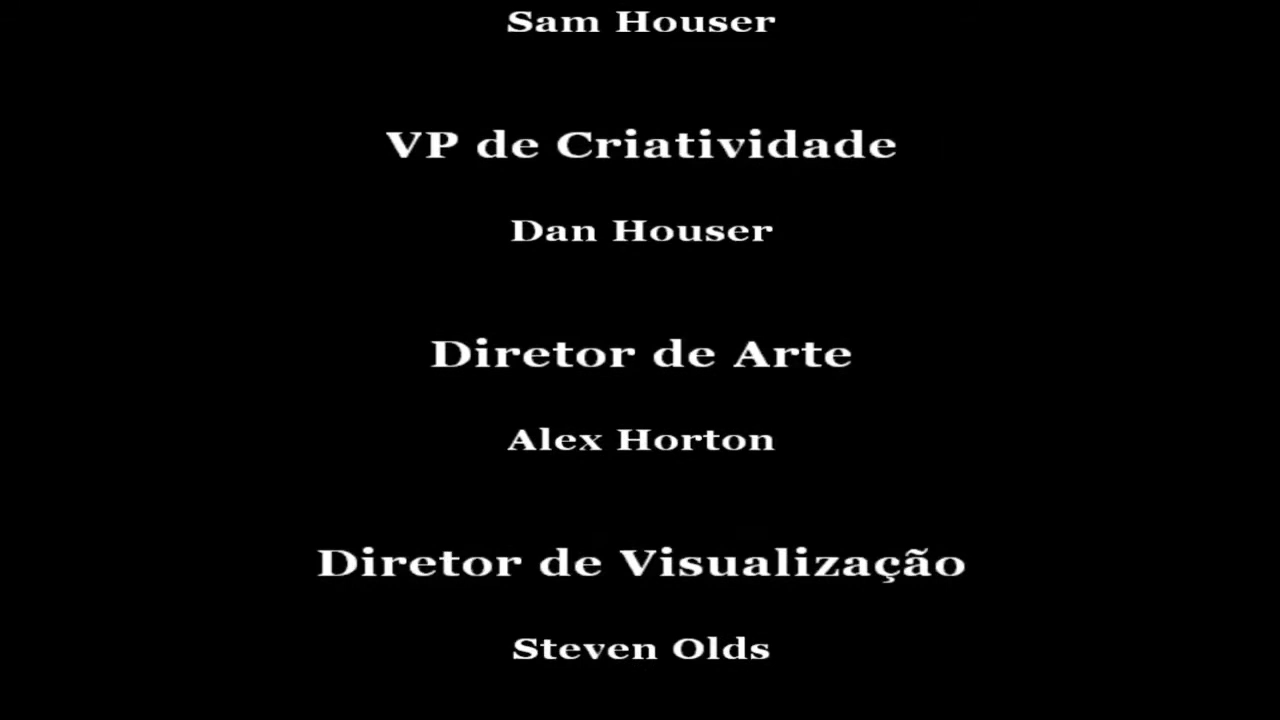 Sam Houser
VP de Criatividade
Dan Houser
Diretor de Arte
Alex Horton
Diretor de Visualização
Steven Olds